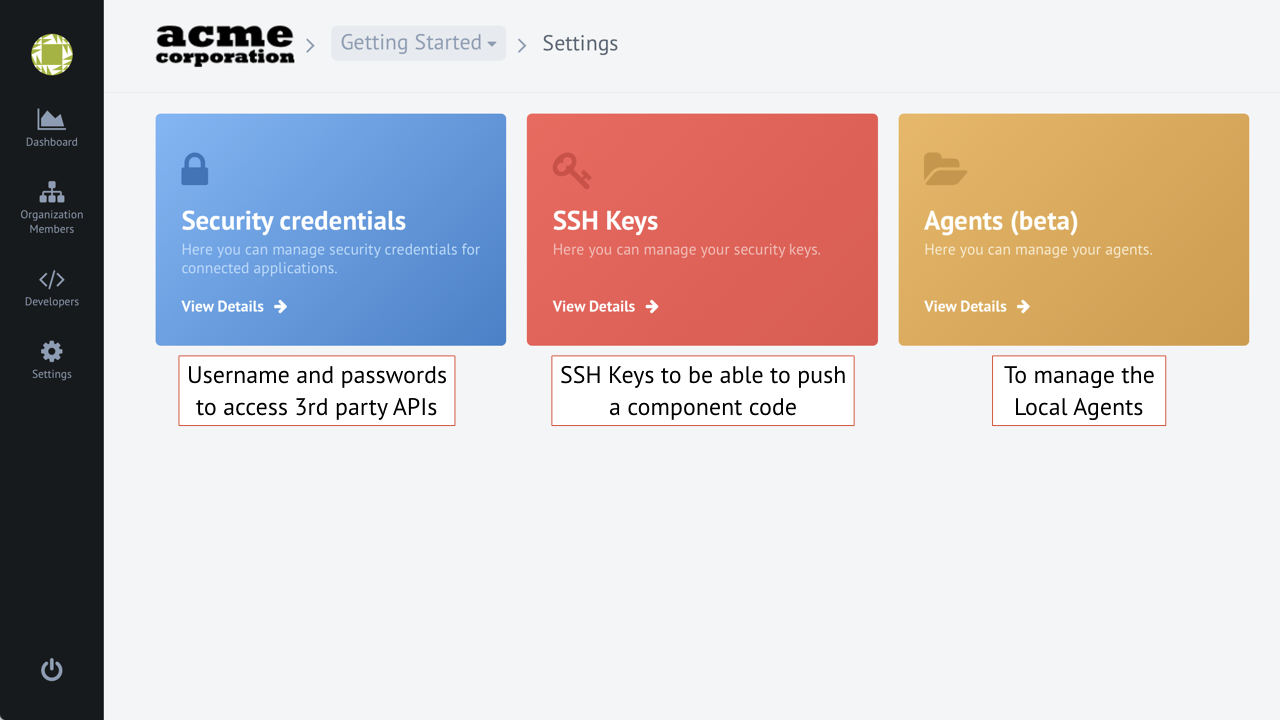 acme
corporation
Getting Started
Settings
Dashboard
Organization
Members
Developers
Settings
Security credentials
Here you can manage security credentials for
connected applications.
View Details
SSH Keys
Here you can manage your security keys.
View Details
Agents (beta)
Here you can manage your agents.
View Details
Username and passwords
to access 3rd party APIs
SSH Keys to be able to push
a component code
To manage the
Local Agents